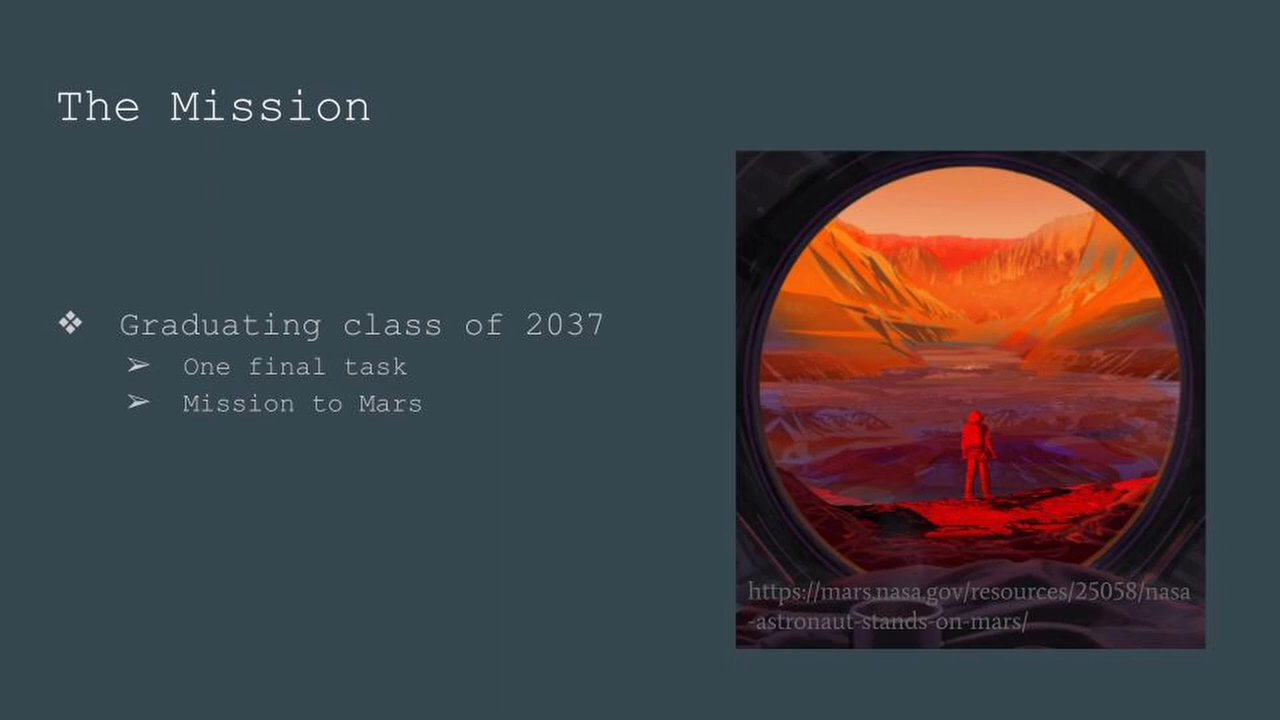 The Mission
❖ Graduating class of 2037
➢ One final task
➢ Mission to Mars
https://mars.nasa.gov/resources/25058/nasa
-astronaut-stands-on-mars/